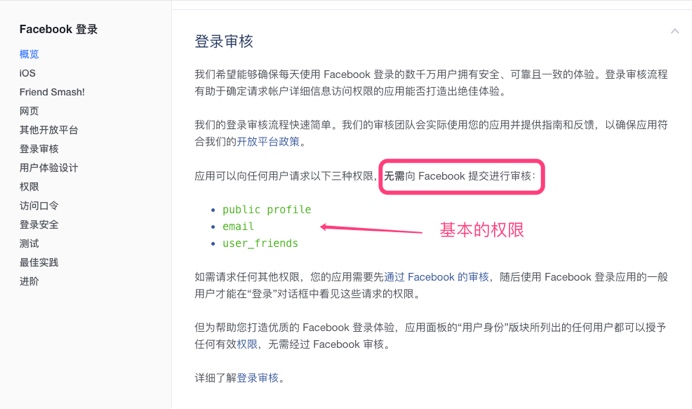 Facebook 登录
概览
iOS
Friend Smash!
网页
其他开放平台
登录审核
用户体验设计
权限
访问口令
登录安全
测试
最佳实践
进阶
登录审核
我们希望能够确保每天使用 Facebook 登录的数千万用户拥有安全、可靠且一致的体验。登录审核流程
有助于确定请求帐户详细信息访问权限的应用能否打造出绝佳体验。
我们的登录审核流程快速简单。我们的审核团队会实际使用您的应用并提供指南和反馈，以确保应用符
合我们的开放平台政策。
应用可以向任何用户请求以下三种权限，无需向 Facebook 提交进行审核：
• public profile
• email
• user_friends
基本的权限
如需请求任何其他权限，您的应用需要先通过 Facebook 的审核，随后使用 Facebook 登录应用的一般
用户才能在“登录”对话框中看见这些请求的权限。
但为帮助您打造优质的 Facebook 登录体验，应用面板的“用户身份”版块所列出的任何用户都可以授予
任何有效权限，无需经过 Facebook 审核。
详细了解登录审核。